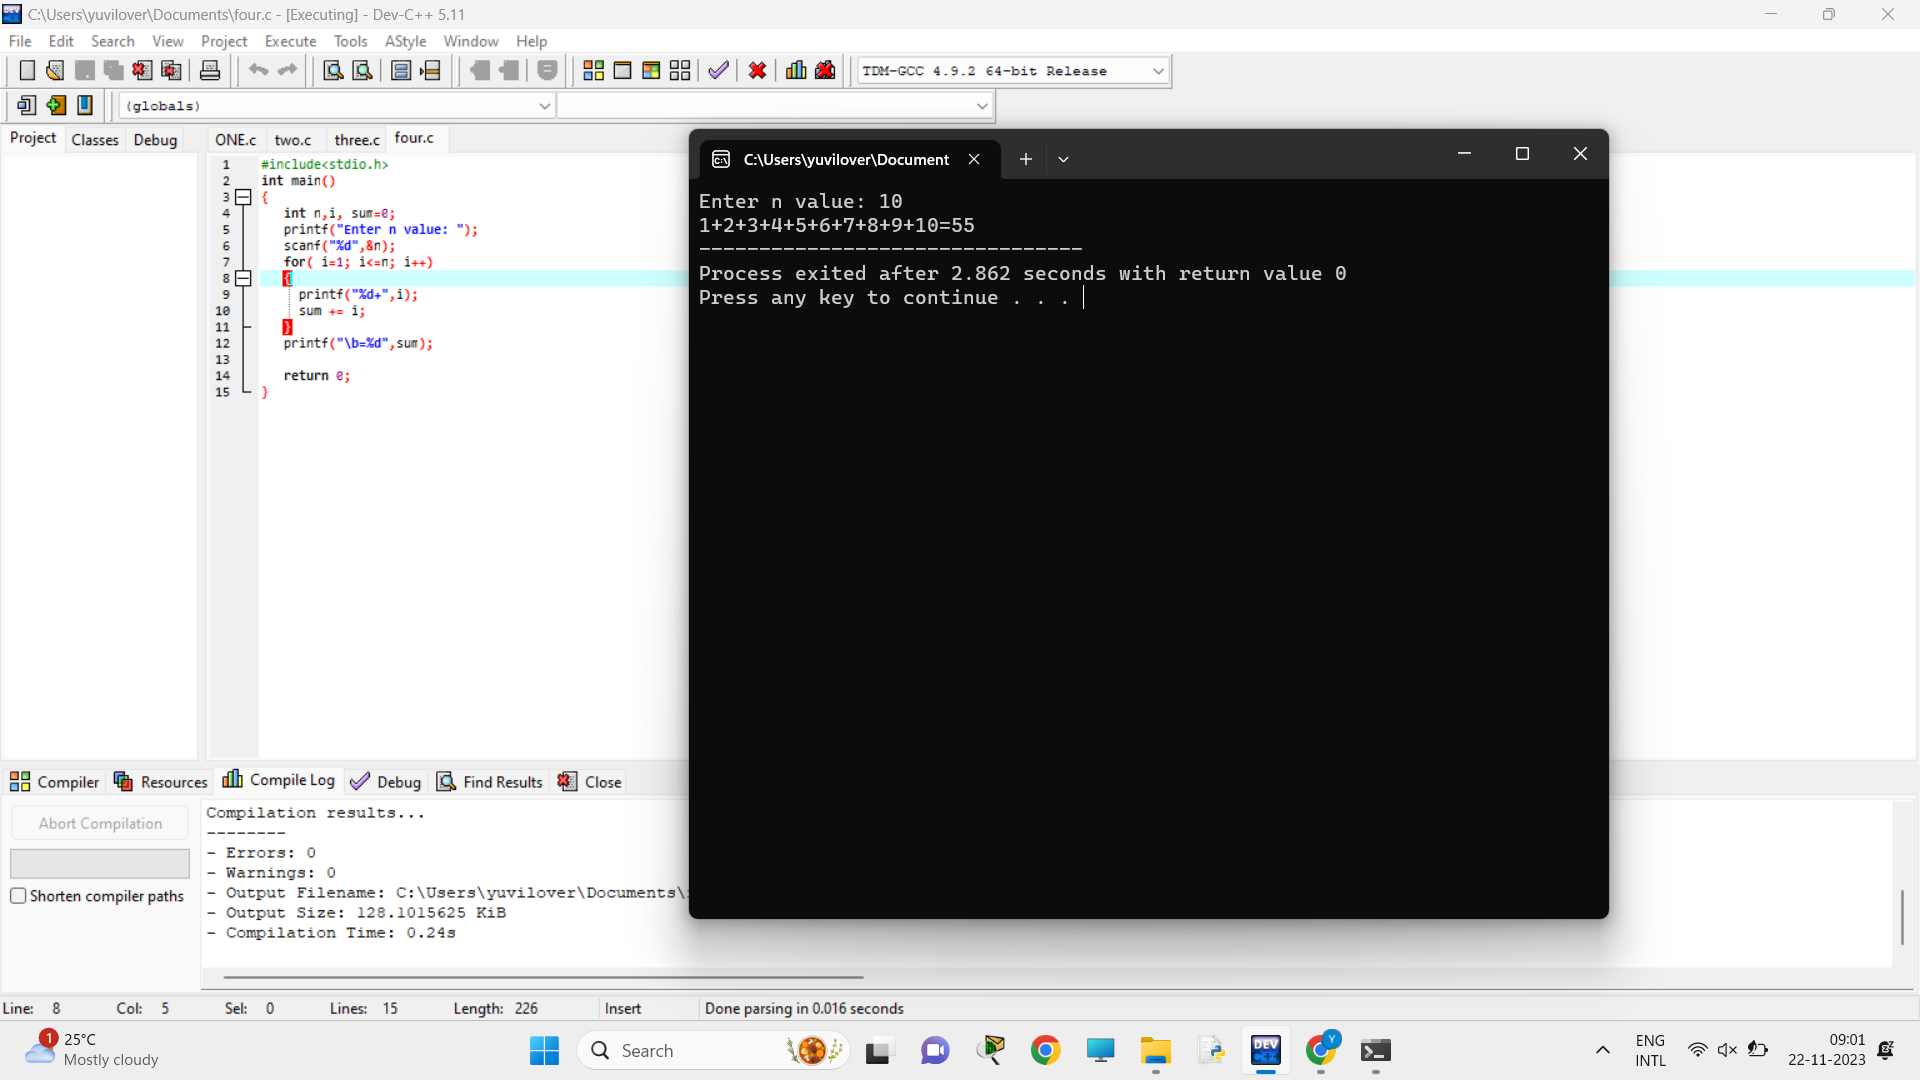 C:\Users\yuvilover\Documents\four.c - [Executing] - Dev-C++ 5.11
File Edit Search View Project Execute Tools AStyle Window Help
TDM-GCC 4.9.2 64-bit Release
(globals)
Project Classes Debug
ONE.c two.c three.c four.c
1 #include<stdio.h>
2 int main()
3 {
4 int n,i, sum=0;
5 printf("Enter n value: ");
6 scanf("%d",&n);
7 for( i=1; i<=n; i++)
8 {
9 printf("%d+",i);
10 sum += i;
11 }
12 printf("\b=%d",sum);
13
14 return 0;
15 }
C:\Users\yuvilover\Document
Enter n value: 10
1+2+3+4+5+6+7+8+9+10=55
--------------------------------
Process exited after 2.862 seconds with return value 0
Press any key to continue . . .
Compiler Resources Compile Log Debug Find Results Close
Abort Compilation
Shorten compiler paths
Compilation results...
--------
- Errors: 0
- Warnings: 0
- Output Filename: C:\Users\yuvilover\Documents\
- Output Size: 128.1015625 KiB
- Compilation Time: 0.24s
Line: 8 Col: 5 Sel: 0 Lines: 15 Length: 226 Insert Done parsing in 0.016 seconds
1
25°C
Mostly cloudy
Search
DEV
C++
Y
ENG
INTL
09:01
22-11-2023